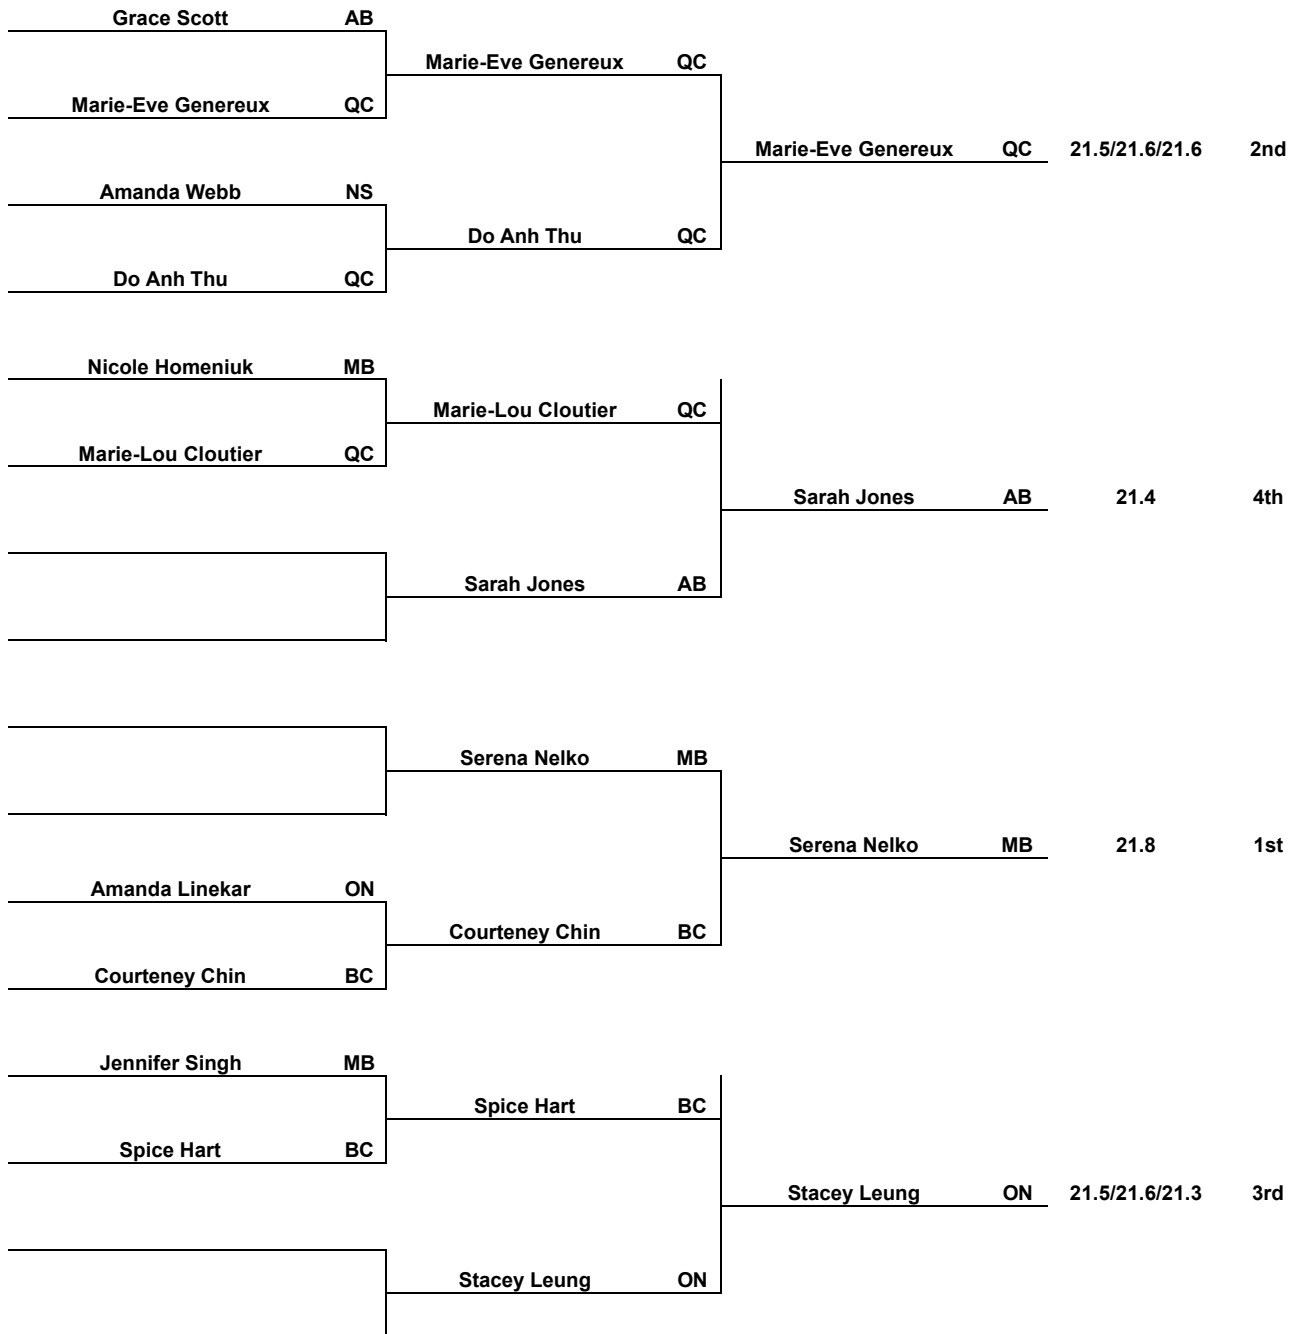 Grace Scott AB
Marie-Eve Genereux QC
Marie-Eve Genereux QC
Marie-Eve Genereux QC 21.5/21.6/21.6 2nd
Amanda Webb NS
Do Anh Thu QC
Do Anh Thu QC
Nicole Homeniuk MB
Marie-Lou Cloutier QC
Marie-Lou Cloutier QC
Sarah Jones AB 21.4 4th
Sarah Jones AB
Serena Nelko MB
Serena Nelko MB 21.8 1st
Amanda Linekar ON
Courteney Chin BC
Courteney Chin BC
Jennifer Singh MB
Spice Hart BC
Spice Hart BC
Stacey Leung ON 21.5/21.6/21.3 3rd
Stacey Leung ON